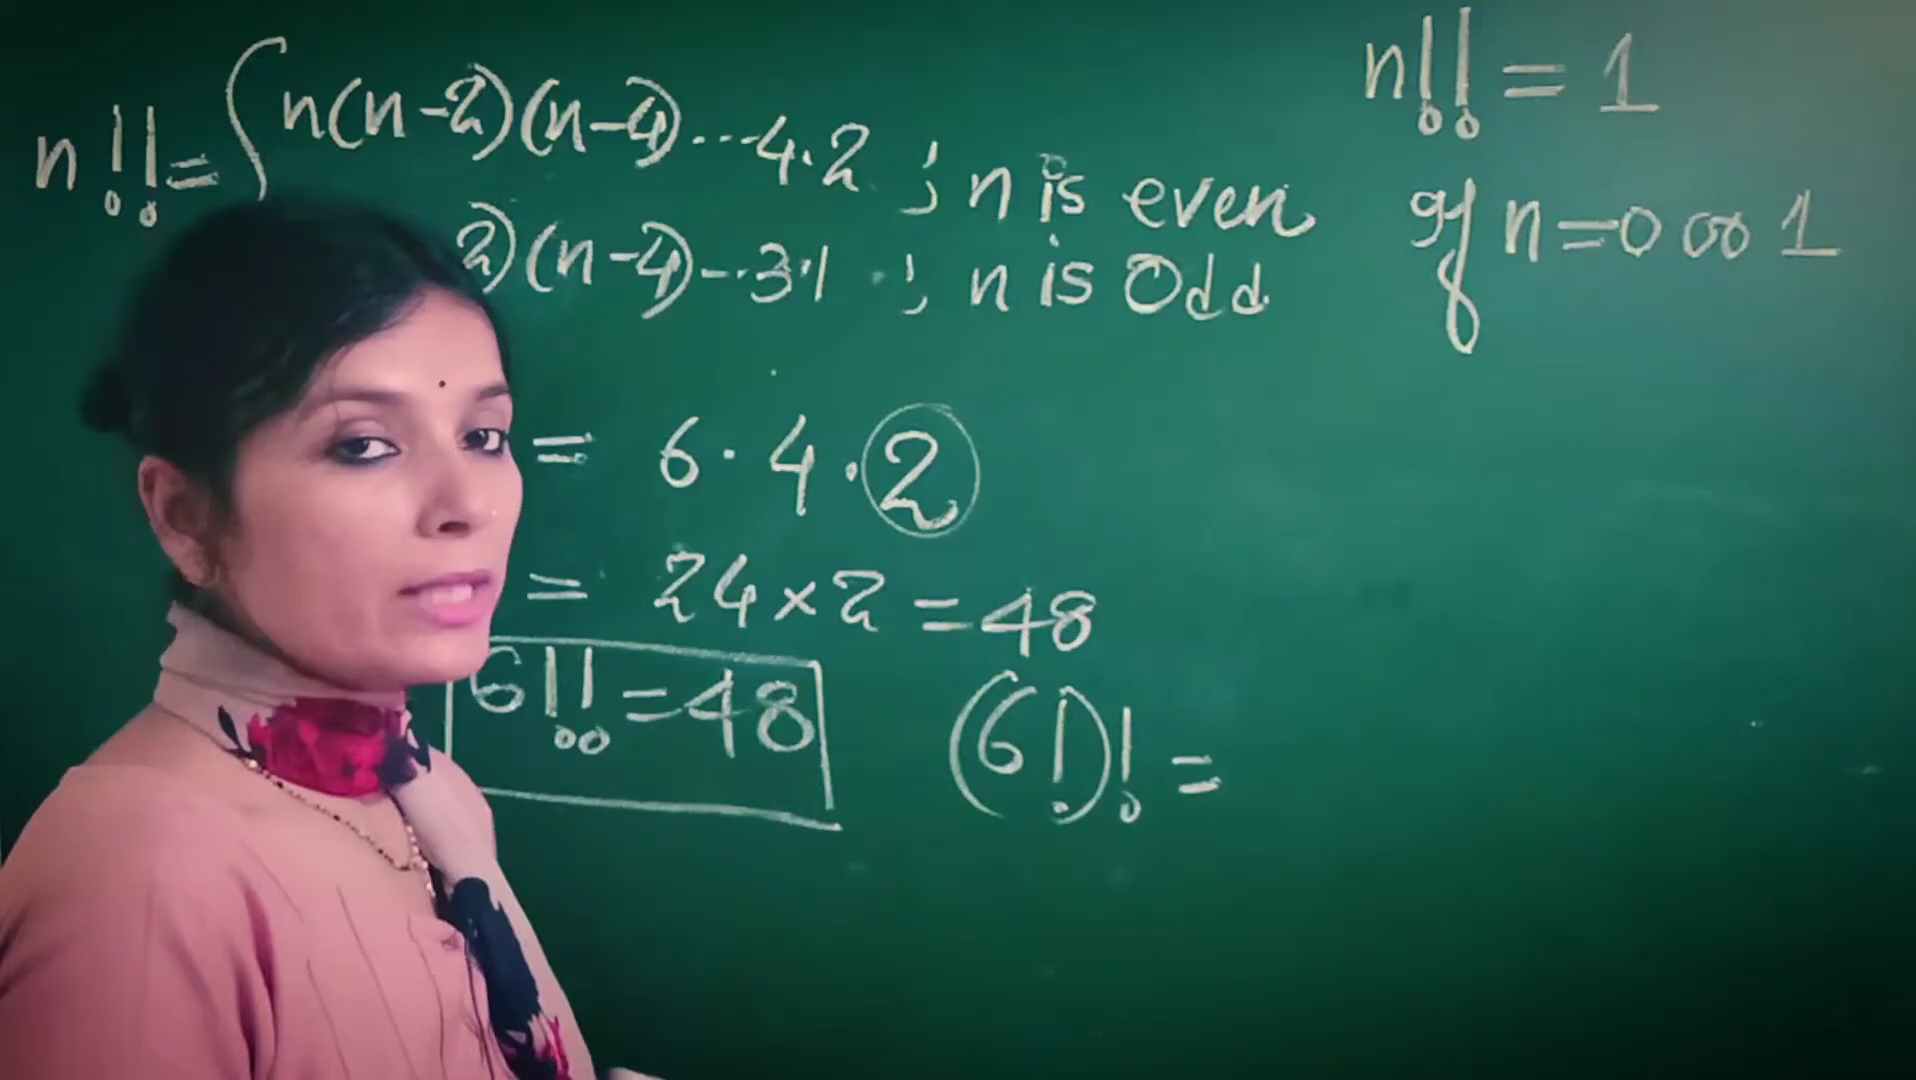 n!! = { n(n-2)(n-4)...4.2 ; n is even
2)(n-4)...3.1 ; n is Odd
n!! = 1
If n=0 or 1
= 6.4.2
= 24×2 = 48
6!! = 48
(6!)! =